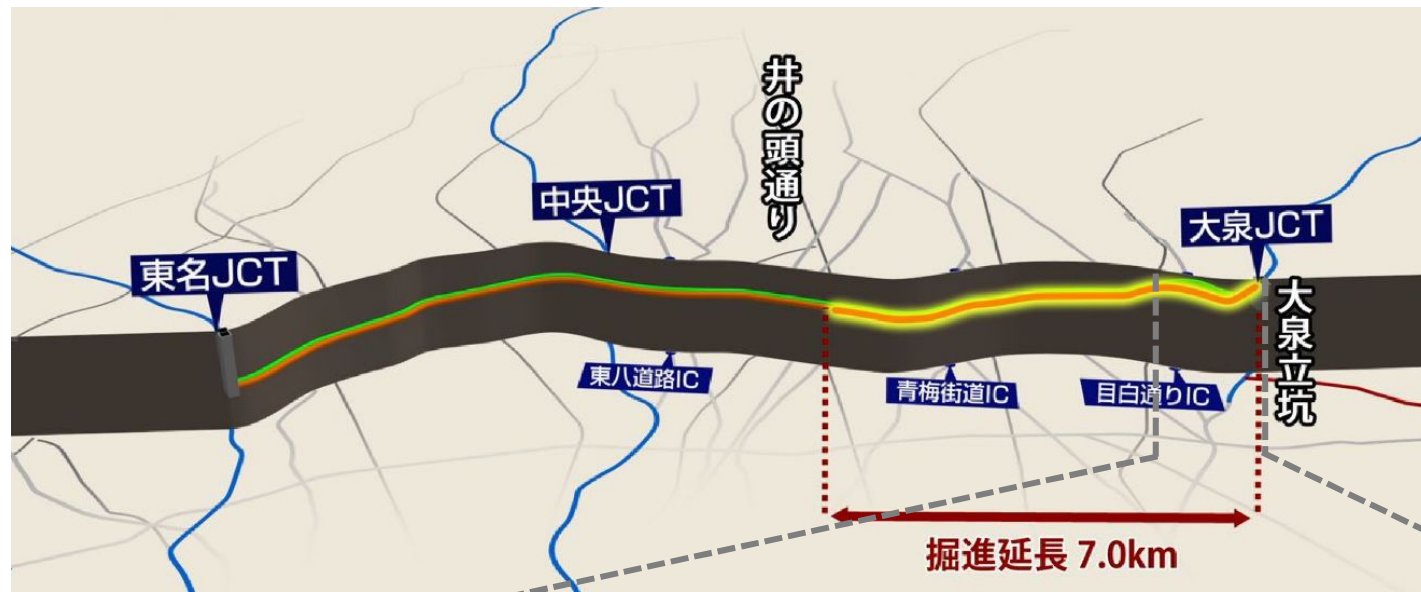 井の頭通り
中央JCT
大泉JCT
東名JCT
大泉立坑
東八道路IC
青梅街道IC
目白通りIC
掘進延長 7.0km